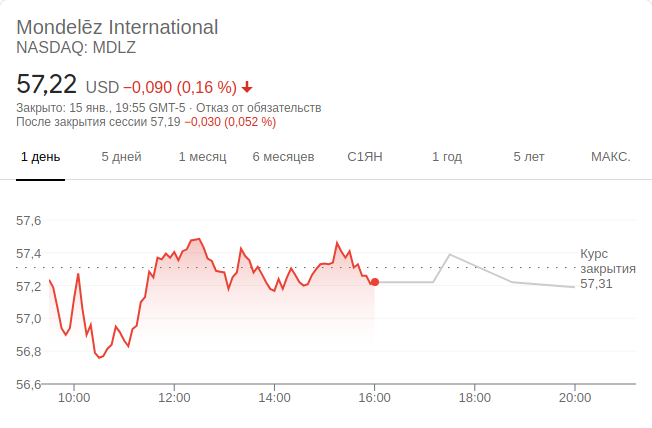 Mondelēz International
NASDAQ: MDLZ
57,22 USD −0,090 (0,16 %)
Закрыто: 15 янв., 19:55 GMT-5 · Отказ от обязательств
После закрытия сессии 57,19 −0,030 (0,052 %)
1 день 5 дней 1 месяц 6 месяцев С1ЯН 1 год 5 лет МАКС.
57,6
57,4
57,2
57,0
56,8
56,6
Курс
закрытия
57,31
10:00 12:00 14:00 16:00 18:00 20:00